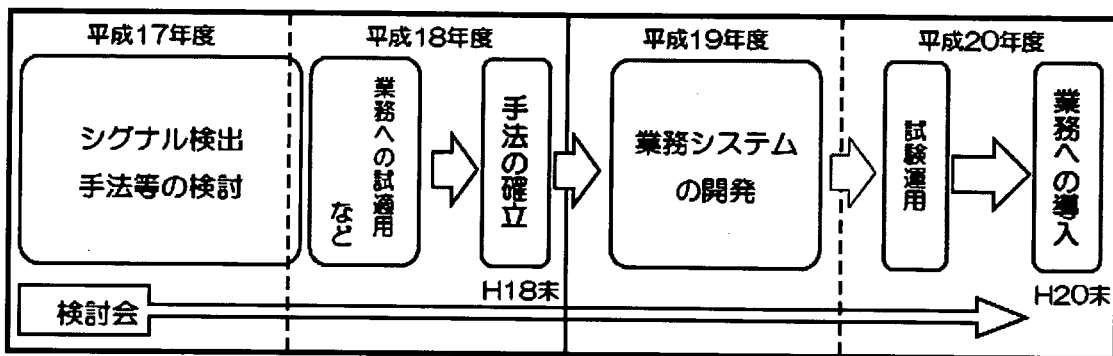 平成17年度
平成18年度
平成19年度
平成20年度
シグナル検出
手法等の検討
業務への試適用
など
手法の確立
業務システム
の開発
試験運用
業務への導入
H18末
H20末
検討会